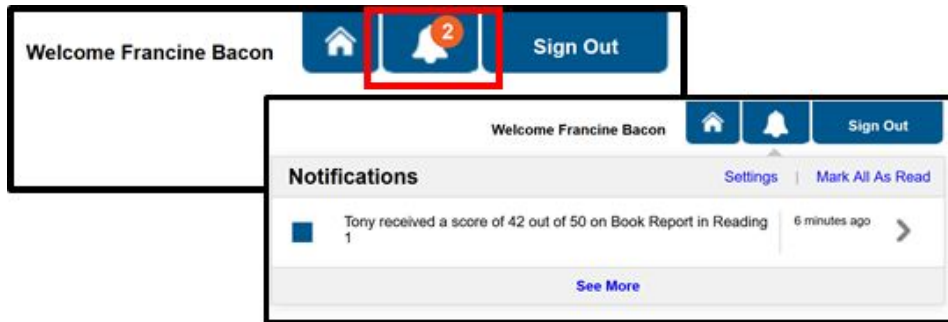 Welcome Francine Bacon 2 Sign Out
Welcome Francine Bacon Sign Out
Notifications Settings | Mark All As Read
Tony received a score of 42 out of 50 on Book Report in Reading 6 minutes ago
1
See More